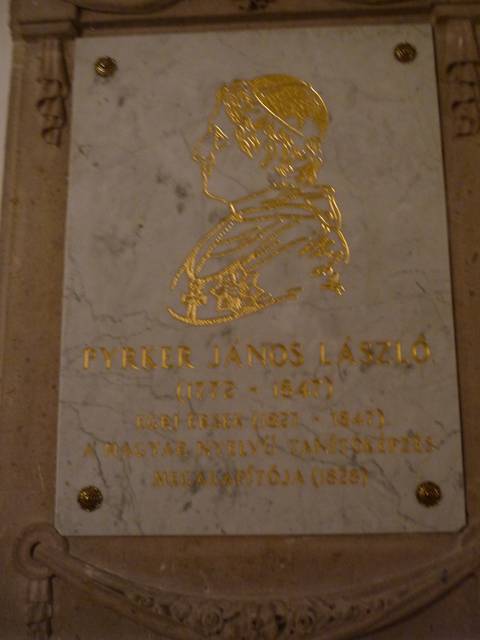 PYRKER JÁNOS LÁSZLÓ
(1772 - 1847)
EGRI ÉRSEK (1827 - 1847)
A MAGYAR NYELVŰ TANÍTÓKÉPZÉS
MEGALAPÍTÓJA (1828)